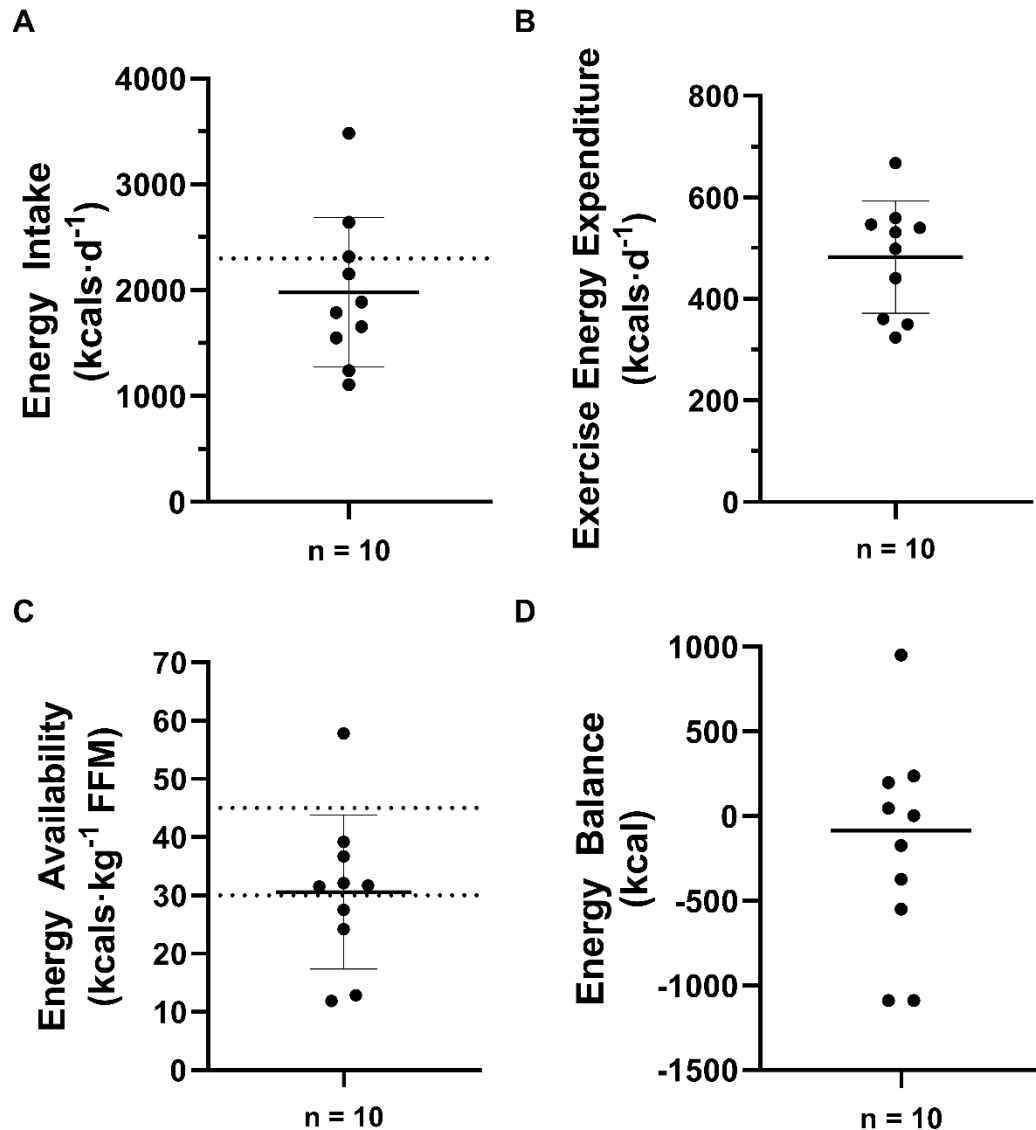 A
Energy Intake
(kcals·d⁻¹)
4000
3000
2000
1000
0
n = 10
B
Exercise Energy Expenditure
(kcals·d⁻¹)
800
600
400
200
0
n = 10
C
Energy Availability
(kcals·kg⁻¹ FFM)
70
60
50
40
30
20
10
0
n = 10
D
Energy Balance
(kcal)
1000
500
0
-500
-1000
-1500
n = 10